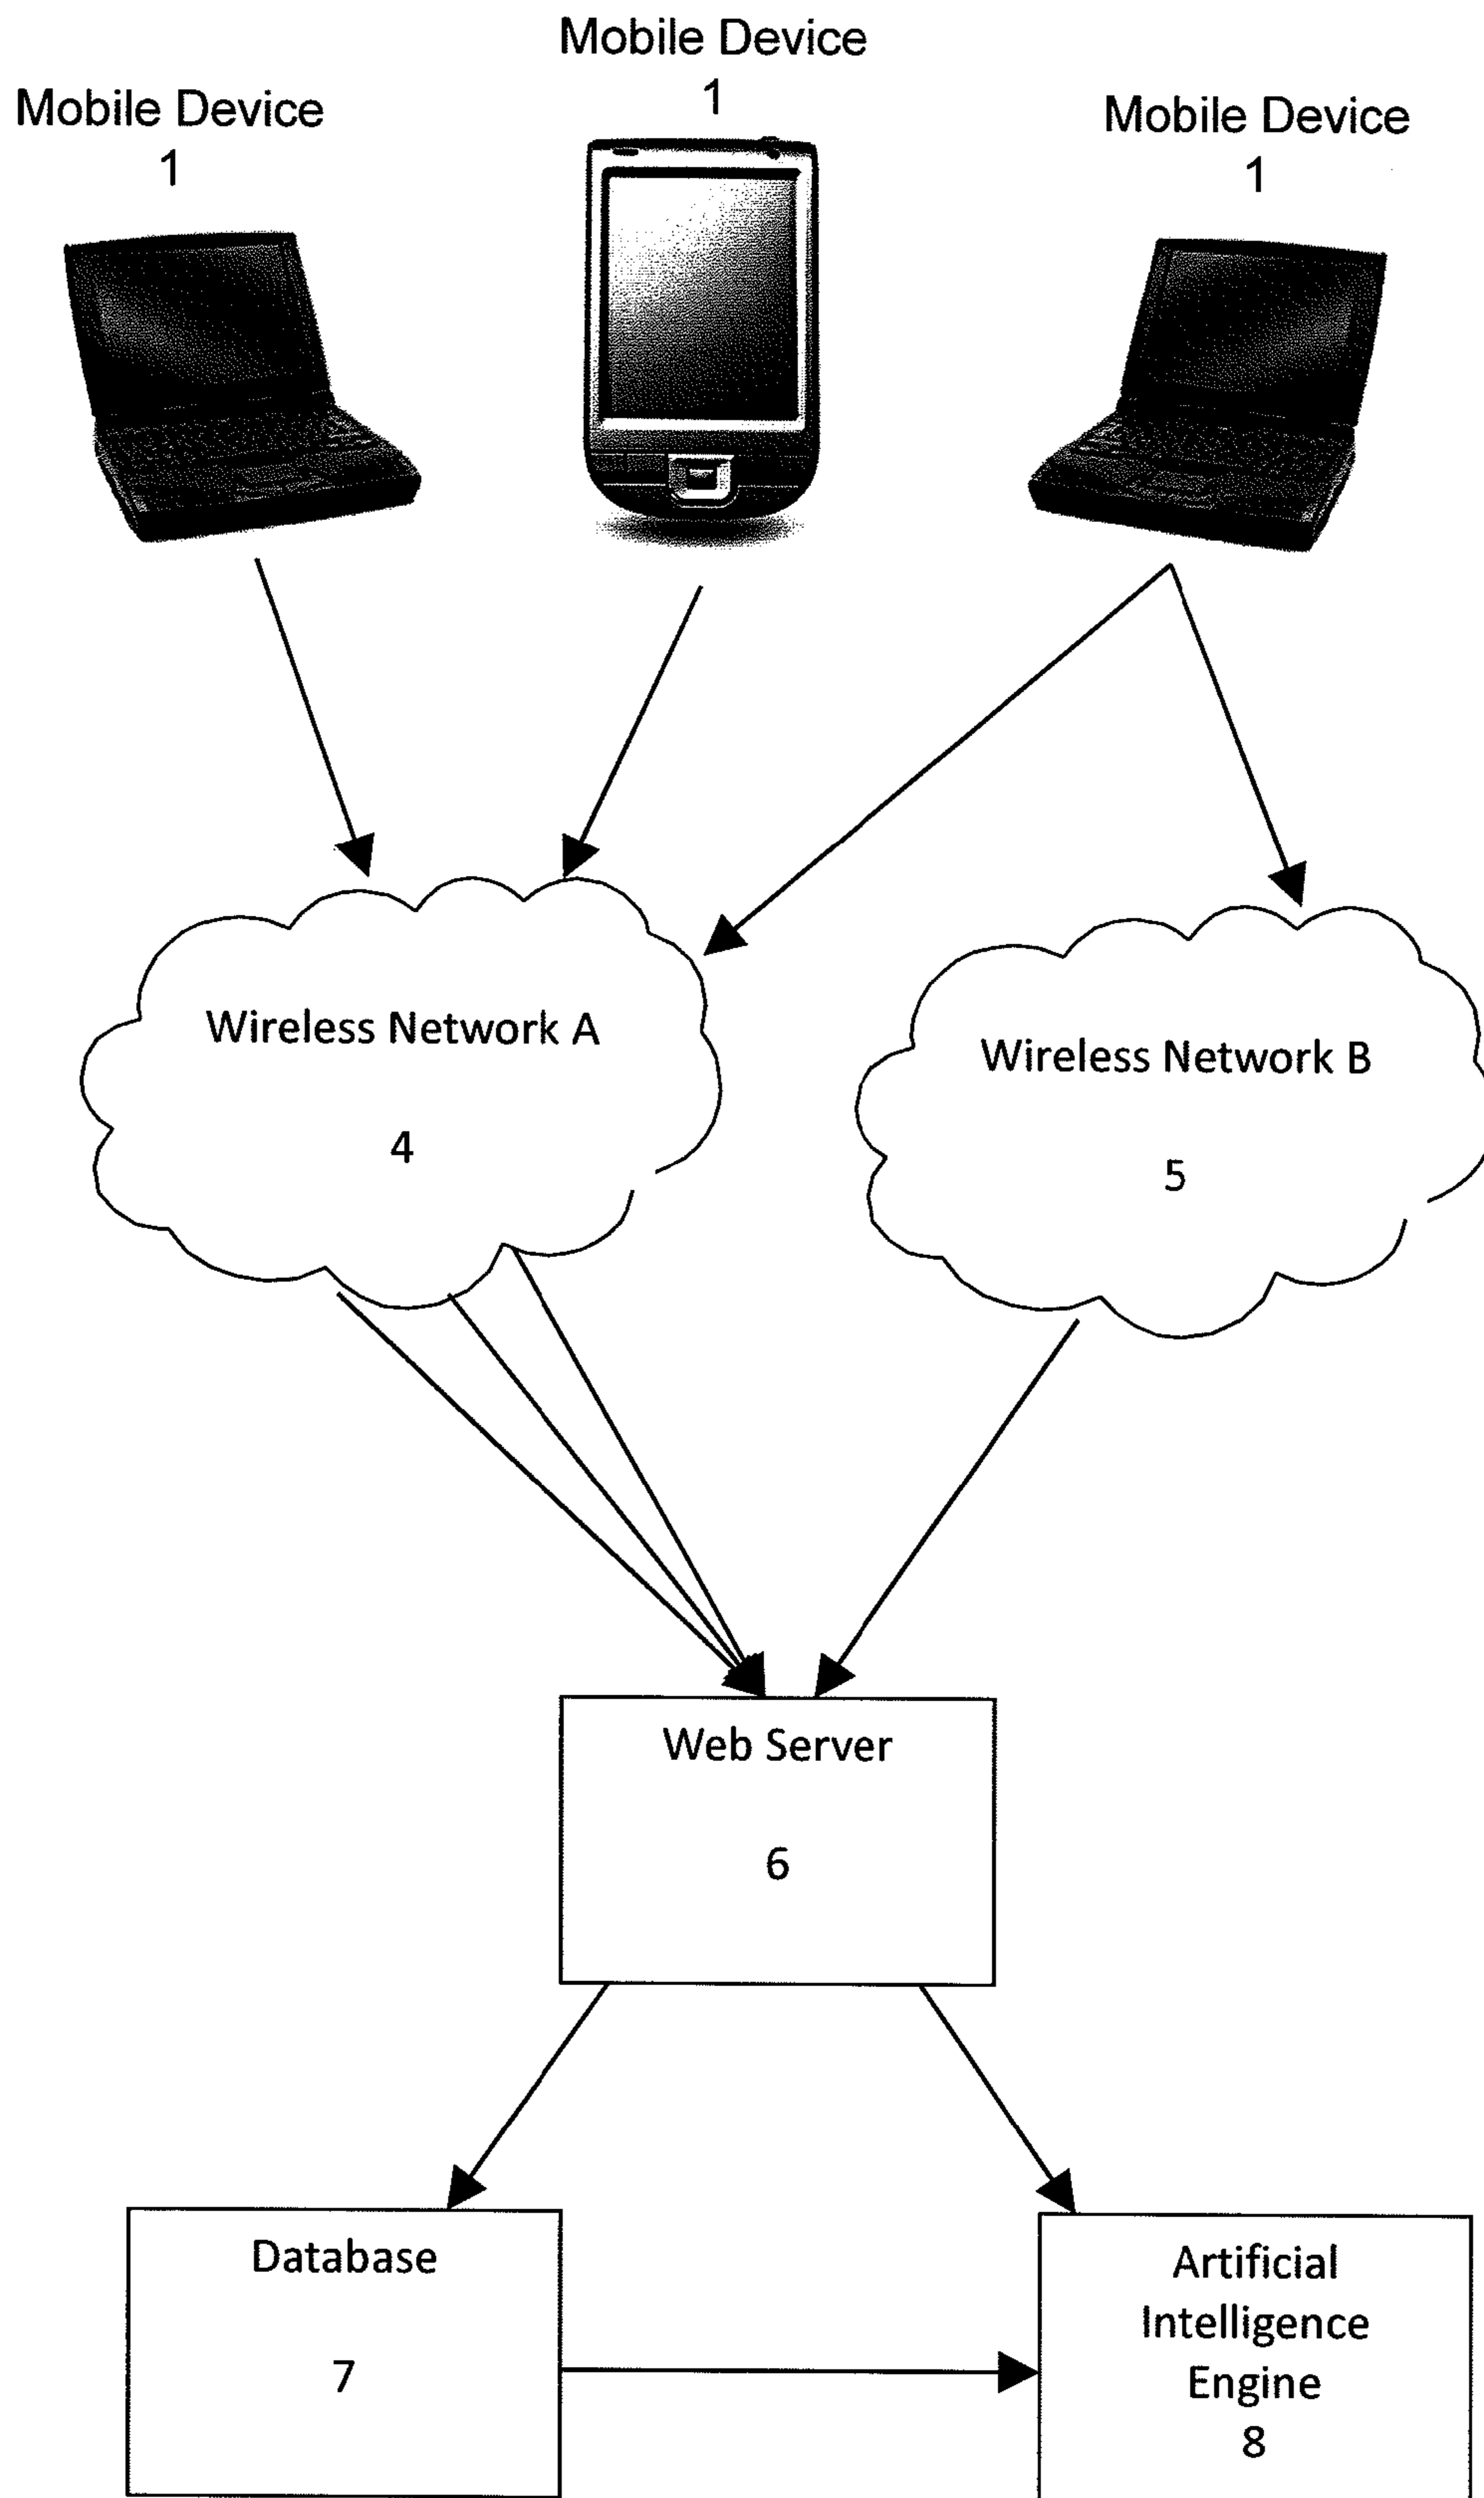 Mobile Device
1
Mobile Device
1
Mobile Device
1
Wireless Network A
4
Wireless Network B
5
Web Server
6
Database
7
Artificial
Intelligence
Engine
8